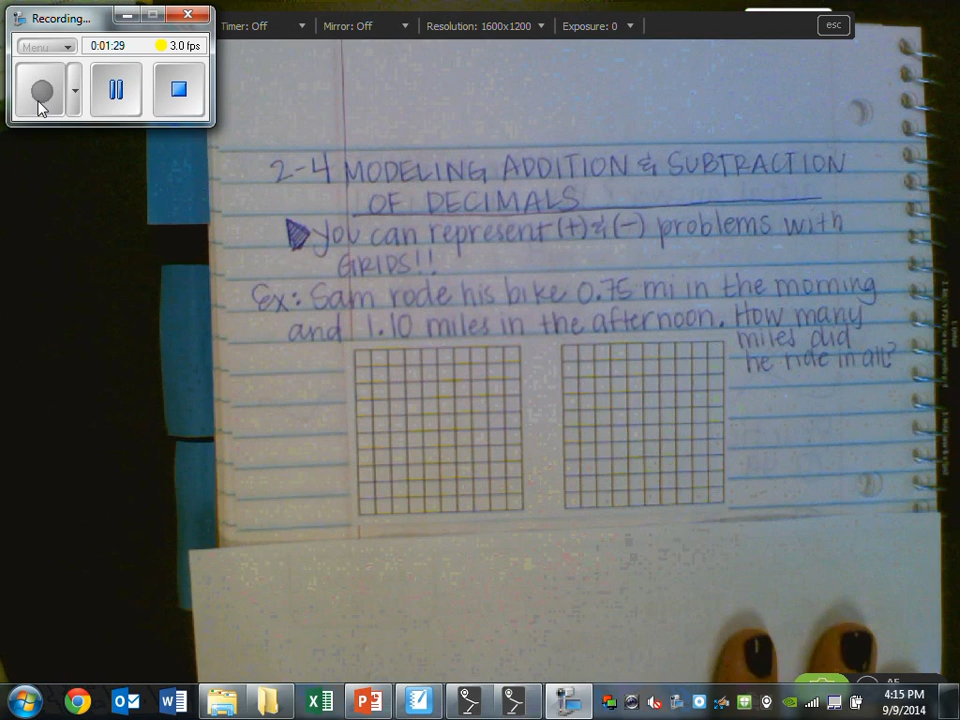 Recording...
Timer: Off
Mirror: Off
Resolution: 1600x1200
Exposure: 0
esc
Menu
0:01:29
3.0 fps
2-4 MODELING ADDITION & SUBTRACTION
OF DECIMALS
You can represent (+) & (-) problems with
GRIDS!!
Ex: Sam rode his bike 0.75 mi in the morning
and 1.10 miles in the afternoon. How many
miles did
he ride in all?
4:15 PM
9/9/2014